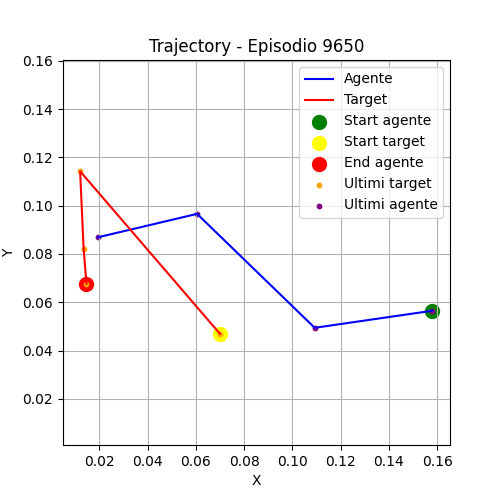 Trajectory - Episodio 9650
0.16
0.14
0.12
0.10
0.08
0.06
0.04
0.02
Y
Agente
Target
Start agente
Start target
End agente
Ultimi target
Ultimi agente
0.02 0.04 0.06 0.08 0.10 0.12 0.14 0.16
X